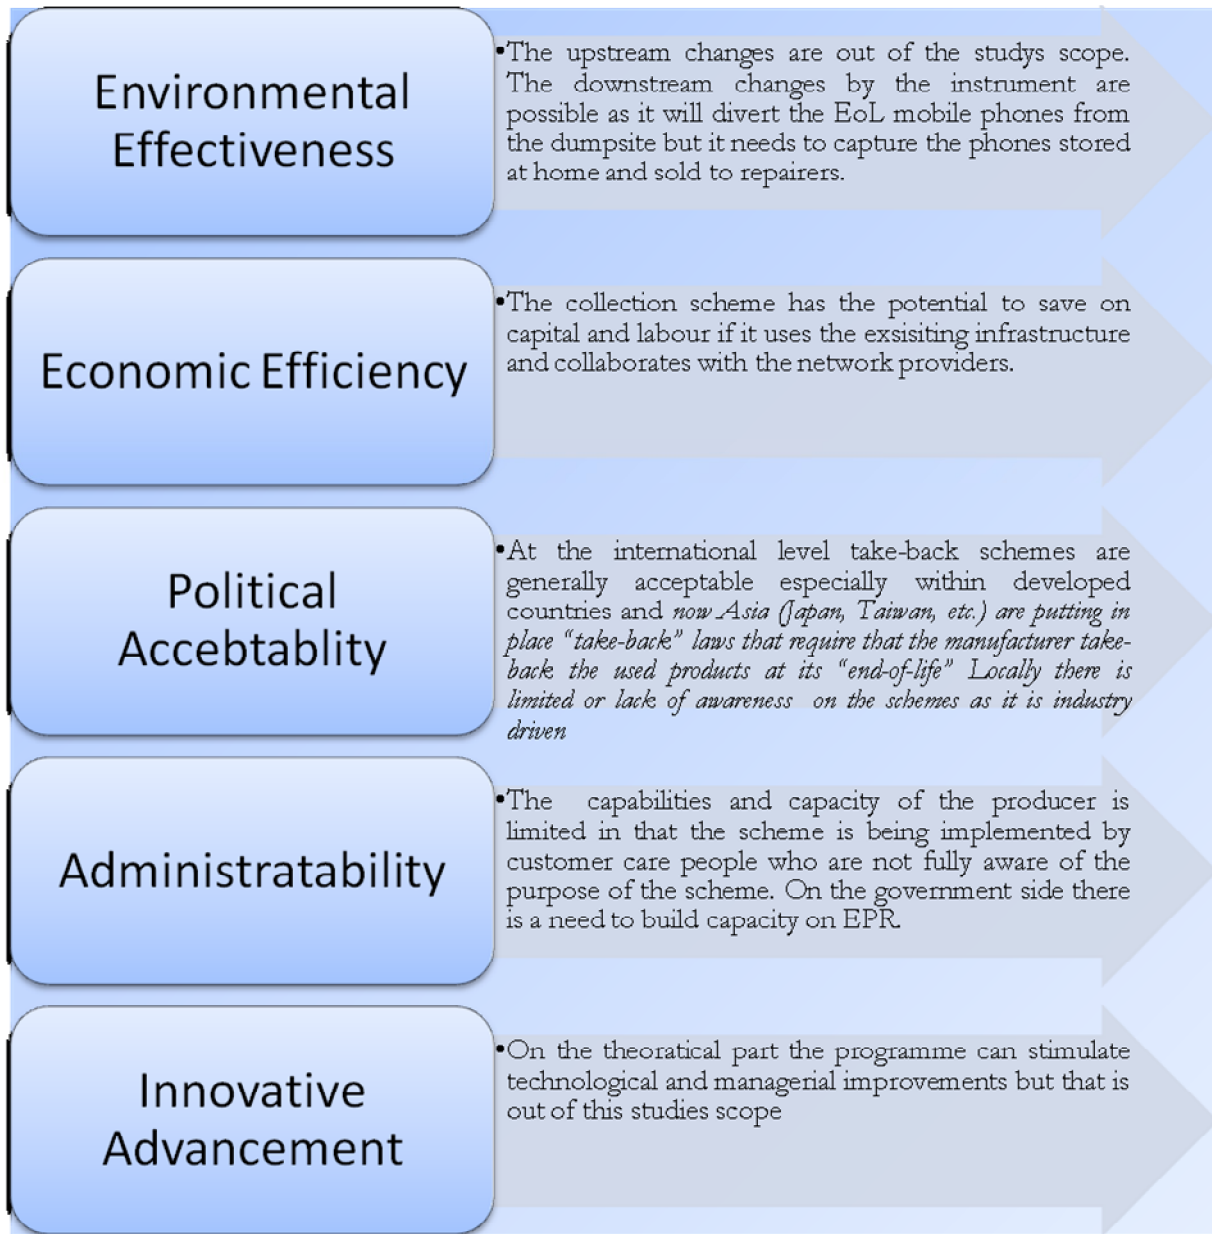 Environmental
Effectiveness
•The upstream changes are out of the studys scope.
The downstream changes by the instrument are
possible as it will divert the EoL mobile phones from
the dumpsite but it needs to capture the phones stored
at home and sold to repairers.
Economic Efficiency
•The collection scheme has the potential to save on
capital and labour if it uses the exsisiting infrastructure
and collaborates with the network providers.
Political
Accebtablity
•At the international level take-back schemes are
generally acceptable especially within developed
countries and now Asia (Japan, Taiwan, etc.) are putting in
place “take-back” laws that require that the manufacturer take-
back the used products at its “end-of-life” Locally there is
limited or lack of awareness on the schemes as it is industry
driven
Administratability
•The capabilities and capacity of the producer is
limited in that the scheme is being implemented by
customer care people who are not fully aware of the
purpose of the scheme. On the government side there
is a need to build capacity on EPR.
Innovative
Advancement
•On the theoratical part the programme can stimulate
technological and managerial improvements but that is
out of this studies scope